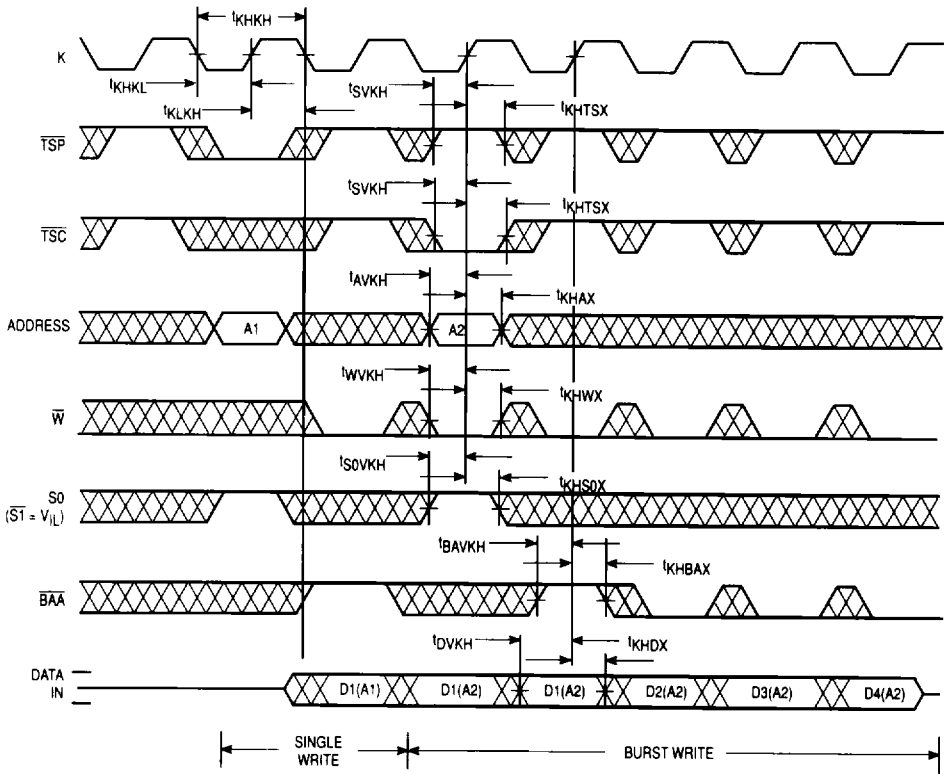 tKHKH
K
tKHKL
tSVKH
tKLKH
tKHTSX
TSP
tSVKH
tKHTSX
TSC
tAVKH
tKHAX
ADDRESS
A1
A2
tWVKH
tKHWX
W
tS0VKH
tKHS0X
S0
(S1 = VIL)
tBAVKH
tKHBAX
BAA
tDVKH
tKHDX
DATA
IN
D1(A1) D1(A2) D1(A2) D2(A2) D3(A2) D4(A2)
SINGLE
WRITE
BURST WRITE